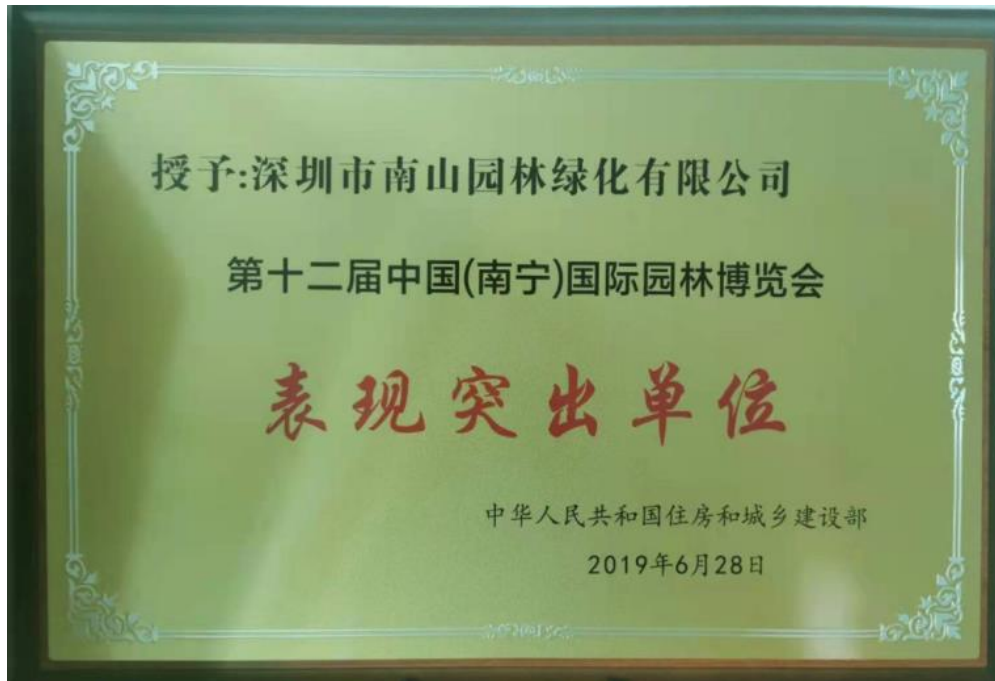 授予:深圳市南山园林绿化有限公司
第十二届中国(南宁)国际园林博览会
表现突出单位
中华人民共和国住房和城乡建设部
2019年6月28日